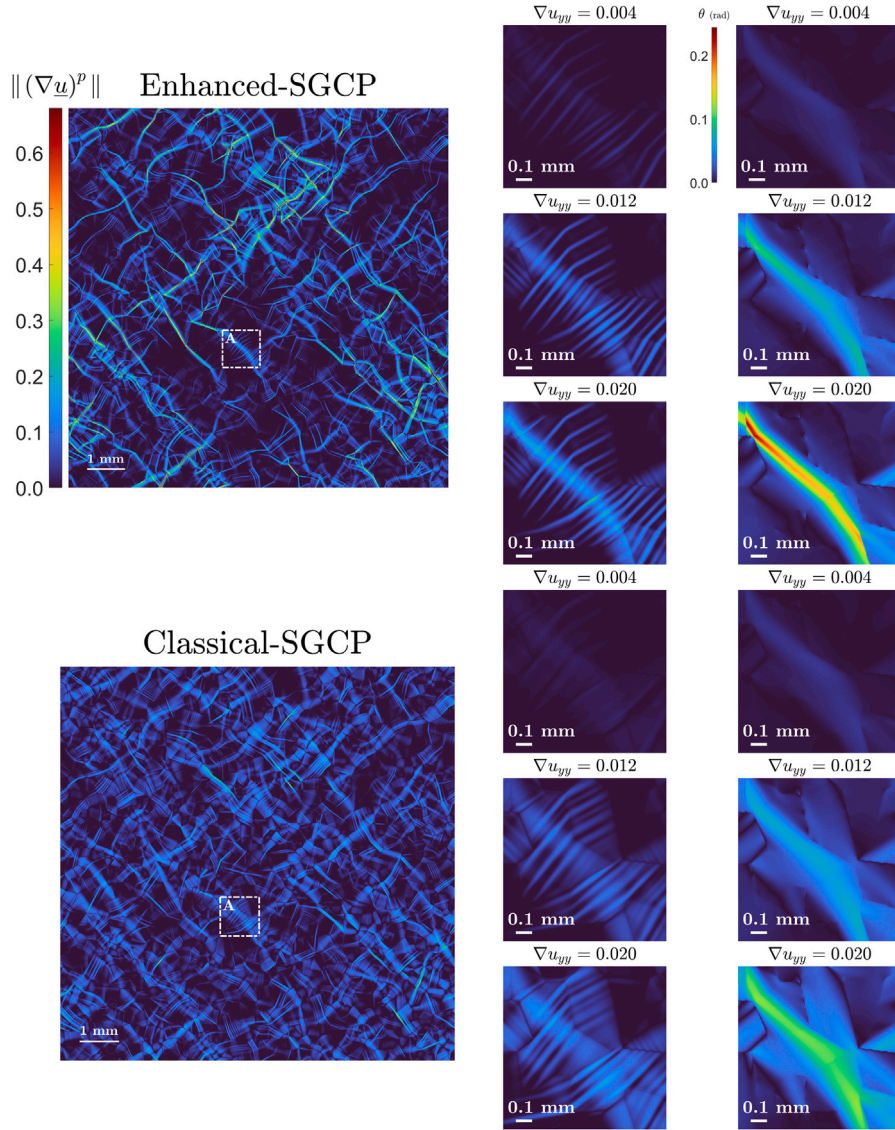 ∇u_yy = 0.004
θ (rad)
∇u_yy = 0.004
‖(∇u)^p‖
Enhanced-SGCP
0.6
0.5
0.4
0.3
0.2
0.1
0.0
A
1 mm
0.2
0.1
0.0
0.1 mm
0.1 mm
∇u_yy = 0.012
∇u_yy = 0.012
0.1 mm
0.1 mm
∇u_yy = 0.020
∇u_yy = 0.020
0.1 mm
0.1 mm
∇u_yy = 0.004
∇u_yy = 0.004
0.1 mm
0.1 mm
Classical-SGCP
A
1 mm
∇u_yy = 0.012
∇u_yy = 0.012
0.1 mm
0.1 mm
∇u_yy = 0.020
∇u_yy = 0.020
0.1 mm
0.1 mm